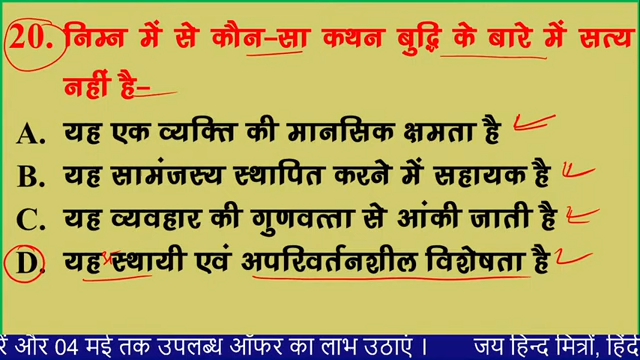 20. निम्न में से कौन-सा कथन बुद्धि के बारे में सत्य
नहीं है-
A. यह एक व्यक्ति की मानसिक क्षमता है
B. यह सामंजस्य स्थापित करने में सहायक है
C. यह व्यवहार की गुणवत्ता से आंकी जाती है
D. यह स्थायी एवं अपरिवर्तनशील विशेषता है
और 04 मई तक उपलब्ध ऑफर का लाभ उठाएं । जय हिन्द मित्रों, हिंदी